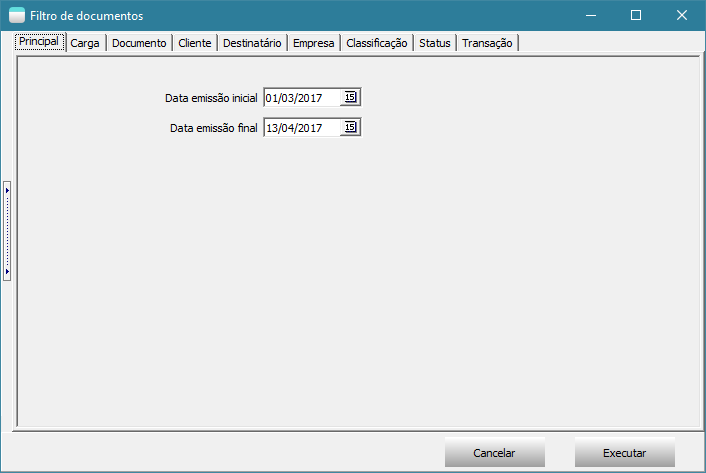 Filtro de documentos
Principal Carga Documento Cliente Destinatário Empresa Classificação Status Transação
Data emissão inicial 01/03/2017 15
Data emissão final 13/04/2017 15
Cancelar Executar